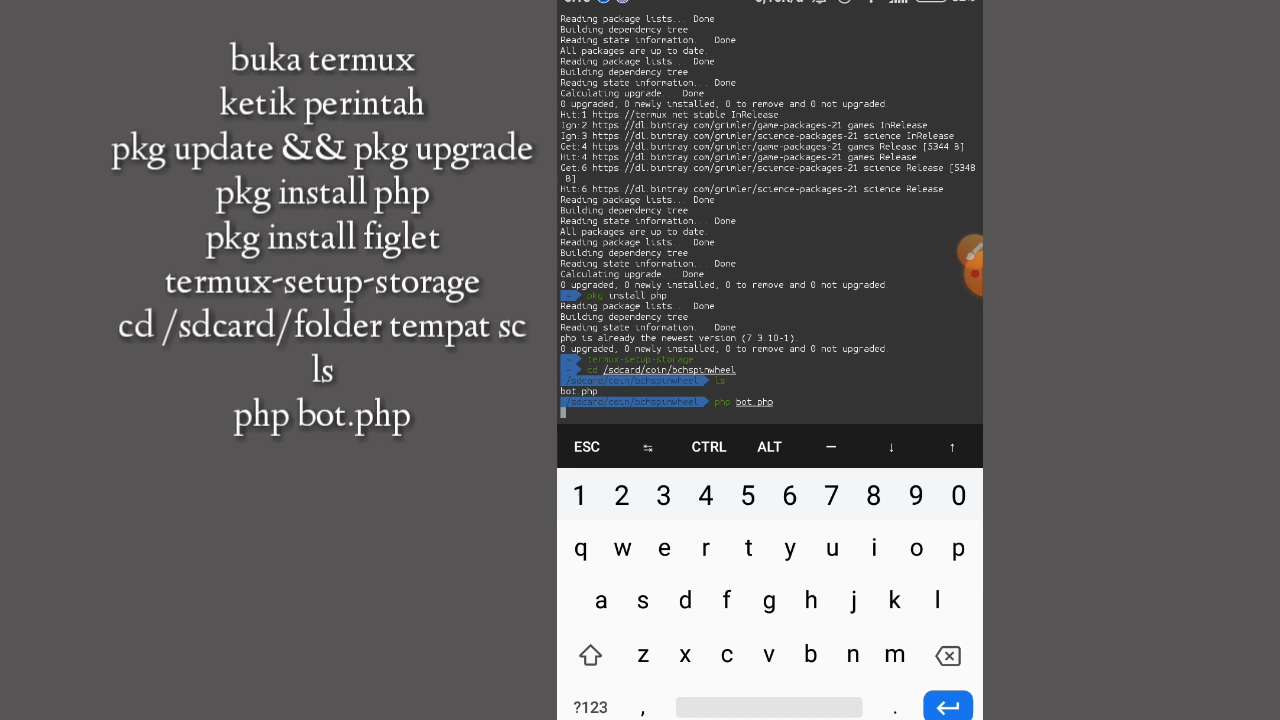 buka termux
ketik perintah
pkg update && pkg upgrade
pkg install php
pkg install figlet
termux-setup-storage
cd /sdcard/folder tempat sc
ls
php bot.php
Reading package lists... Done
Building dependency tree
Reading state information... Done
All packages are up to date.
Reading package lists... Done
Building dependency tree
Reading state information... Done
Calculating upgrade... Done
0 upgraded, 0 newly installed, 0 to remove and 0 not upgraded.
Hit:1 https //termux net stable InRelease
Ign:2 https //dl.bintray.com/grimler/game-packages-21 games InRelease
Ign:3 https //dl.bintray.com/grimler/science-packages-21 science InRelease
Get:4 https //dl.bintray.com/grimler/game-packages-21 games Release [5344 B]
Hit:4 https //dl.bintray.com/grimler/game-packages-21 games Release
Get:6 https //dl.bintray.com/grimler/science-packages-21 science Release [5348
B]
Hit:6 https //dl.bintray.com/grimler/science-packages-21 science Release
Reading package lists... Done
Building dependency tree
Reading state information... Done
All packages are up to date.
Reading package lists... Done
Building dependency tree
Reading state information... Done
Calculating upgrade... Done
0 upgraded, 0 newly installed, 0 to remove and 0 not upgraded.
~ pkg install php
Reading package lists... Done
Building dependency tree
Reading state information... Done
php is already the newest version (7.3.10-1).
0 upgraded, 0 newly installed, 0 to remove and 0 not upgraded.
~ termux-setup-storage
~ cd /sdcard/coin/bchspinwheel
/sdcard/coin/bchspinwheel ls
bot.php
/sdcard/coin/bchspinwheel php bot.php
ESC ⇆ CTRL ALT – ↓ ↑
1 2 3 4 5 6 7 8 9 0
q w e r t y u i o p
a s d f g h j k l
z x c v b n m
?123 , .